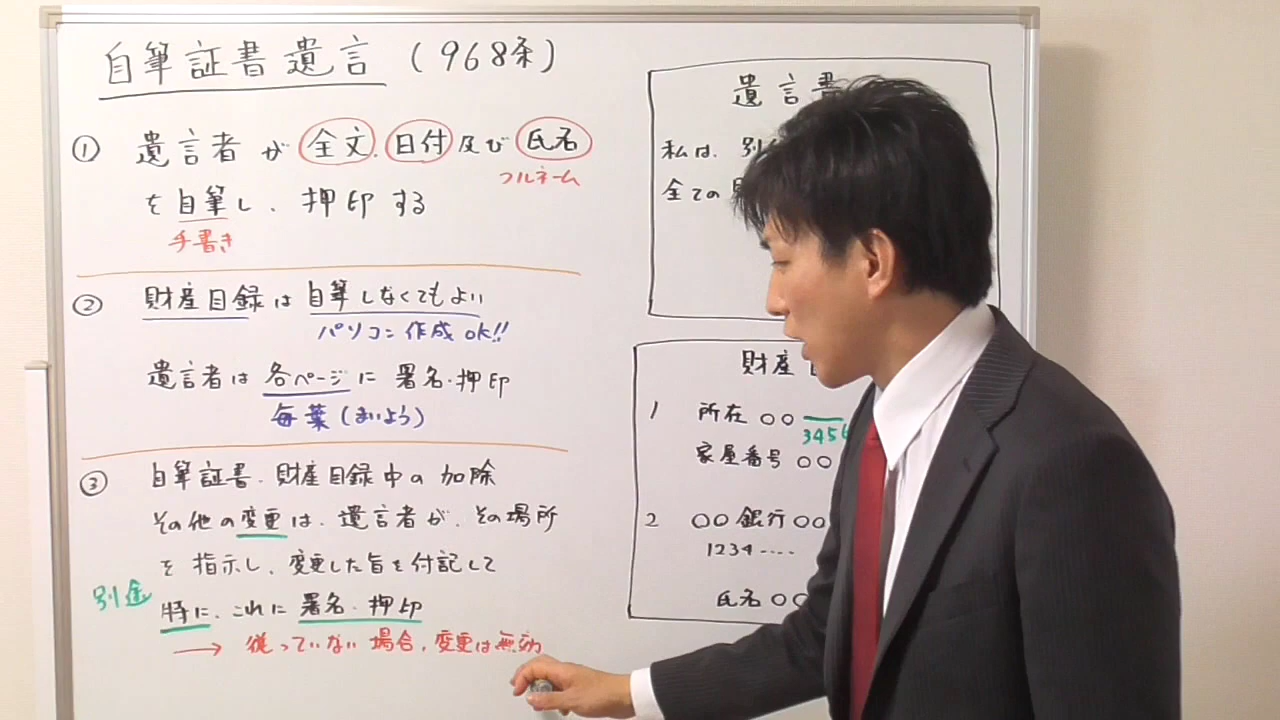 自筆証書遺言 (968条)
① 遺言者が全文、日付及び氏名
フルネーム
を自筆し、押印する
手書き
② 財産目録は自筆しなくてもよい
パソコン作成OK!!
遺言者は各ページに署名・押印
毎葉(まいよう)
③ 自筆証書・財産目録中の加除
その他の変更は、遺言者が、その場所
を指示し、変更した旨を付記して
別途
特に、これに署名・押印
→ 従っていない場合、変更は無効
遺言書
私は、別
全ての
財産
1 所在 ○○
3456
家屋番号 ○○
2 ○○銀行○○
1234‥‥
氏名 ○○